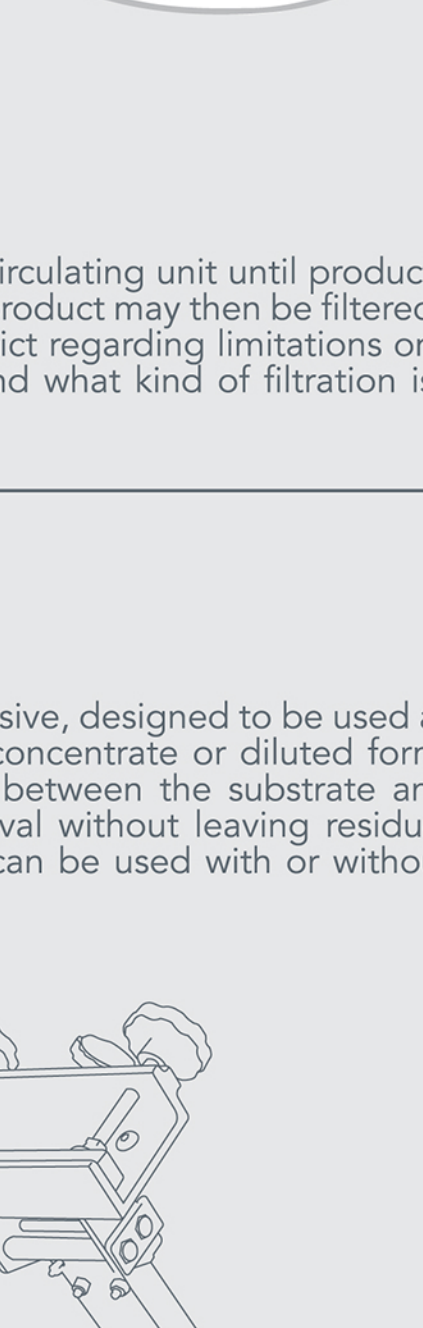 irculating unit until produc
roduct may then be filtered
ict regarding limitations or
nd what kind of filtration is
sive, designed to be used a
concentrate or diluted form
between the substrate an
val without leaving residu
can be used with or witho